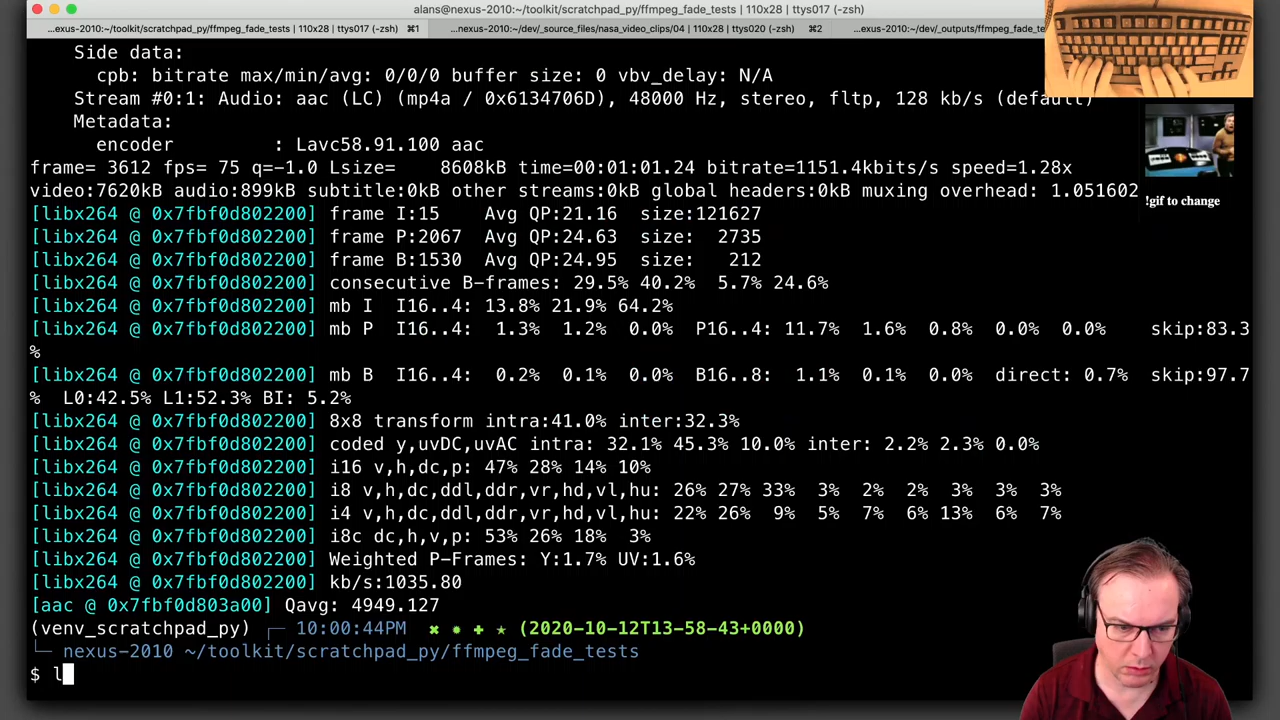 alans@nexus-2010:~/toolkit/scratchpad_py/ffmpeg_fade_tests | 110x28 | ttys017 (-zsh)
...exus-2010:~/toolkit/scratchpad_py/ffmpeg_fade_tests | 110x28 | ttys017 (-zsh) ⌘1
...nexus-2010:~/dev/_source_files/nasa_video_clips/04 | 110x28 | ttys020 (-zsh) ⌘2
...exus-2010:~/dev/_outputs/ffmpeg_fade_te
Side data:
cpb: bitrate max/min/avg: 0/0/0 buffer size: 0 vbv_delay: N/A
Stream #0:1: Audio: aac (LC) (mp4a / 0x6134706D), 48000 Hz, stereo, fltp, 128 kb/s (default)
Metadata:
encoder : Lavc58.91.100 aac
frame= 3612 fps= 75 q=-1.0 Lsize= 8608kB time=00:01:01.24 bitrate=1151.4kbits/s speed=1.28x
video:7620kB audio:899kB subtitle:0kB other streams:0kB global headers:0kB muxing overhead: 1.051602
!gif to change
[libx264 @ 0x7fbf0d802200] frame I:15 Avg QP:21.16 size:121627
[libx264 @ 0x7fbf0d802200] frame P:2067 Avg QP:24.63 size: 2735
[libx264 @ 0x7fbf0d802200] frame B:1530 Avg QP:24.95 size: 212
[libx264 @ 0x7fbf0d802200] consecutive B-frames: 29.5% 40.2% 5.7% 24.6%
[libx264 @ 0x7fbf0d802200] mb I I16..4: 13.8% 21.9% 64.2%
[libx264 @ 0x7fbf0d802200] mb P I16..4: 1.3% 1.2% 0.0% P16..4: 11.7% 1.6% 0.8% 0.0% 0.0% skip:83.3
%
[libx264 @ 0x7fbf0d802200] mb B I16..4: 0.2% 0.1% 0.0% B16..8: 1.1% 0.1% 0.0% direct: 0.7% skip:97.7
% L0:42.5% L1:52.3% BI: 5.2%
[libx264 @ 0x7fbf0d802200] 8x8 transform intra:41.0% inter:32.3%
[libx264 @ 0x7fbf0d802200] coded y,uvDC,uvAC intra: 32.1% 45.3% 10.0% inter: 2.2% 2.3% 0.0%
[libx264 @ 0x7fbf0d802200] i16 v,h,dc,p: 47% 28% 14% 10%
[libx264 @ 0x7fbf0d802200] i8 v,h,dc,ddl,ddr,vr,hd,vl,hu: 26% 27% 33% 3% 2% 2% 3% 3% 3%
[libx264 @ 0x7fbf0d802200] i4 v,h,dc,ddl,ddr,vr,hd,vl,hu: 22% 26% 9% 5% 7% 6% 13% 6% 7%
[libx264 @ 0x7fbf0d802200] i8c dc,h,v,p: 53% 26% 18% 3%
[libx264 @ 0x7fbf0d802200] Weighted P-Frames: Y:1.7% UV:1.6%
[libx264 @ 0x7fbf0d802200] kb/s:1035.80
[aac @ 0x7fbf0d803a00] Qavg: 4949.127
(venv_scratchpad_py) ┌─ 10:00:44PM ✖ ✹ ✚ ★ (2020-10-12T13-58-43+0000)
└─ nexus-2010 ~/toolkit/scratchpad_py/ffmpeg_fade_tests
$ l